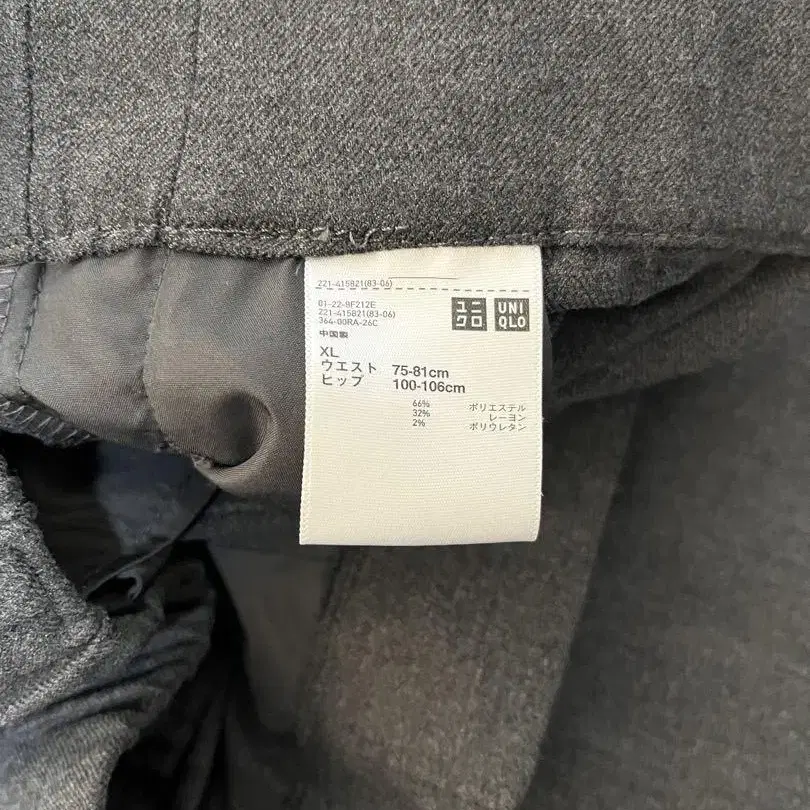 221-415821(83-06)
01-22-8F212E
221-415821(83-06)
364-00RA-26C
中国製
ユニ
クロ
UNI
QLO
XL
ウエスト 75-81cm
ヒップ 100-106cm
66% ポリエステル
32% レーヨン
2% ポリウレタン